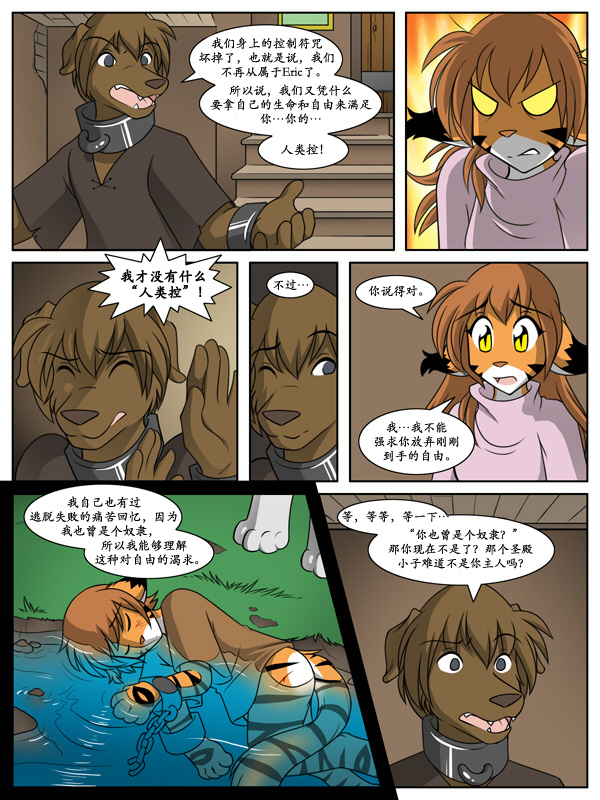 我们身上的控制符咒
坏掉了，也就是说，我们
不再从属于Eric了。
所以说，我们又凭什么
要拿自己的生命和自由来满足
你…你的…
人类控！
我才没有什么
“人类控”！
不过…
你说得对。
我…我不能
强求你放弃刚刚
到手的自由。
我自己也有过
逃脱失败的痛苦回忆，因为
我也曾是个奴隶，
所以我能够理解
这种对自由的渴求。
等，等等，等一下…
“你也曾是个奴隶？”
那你现在不是了？那个圣殿
小子难道不是你主人吗？